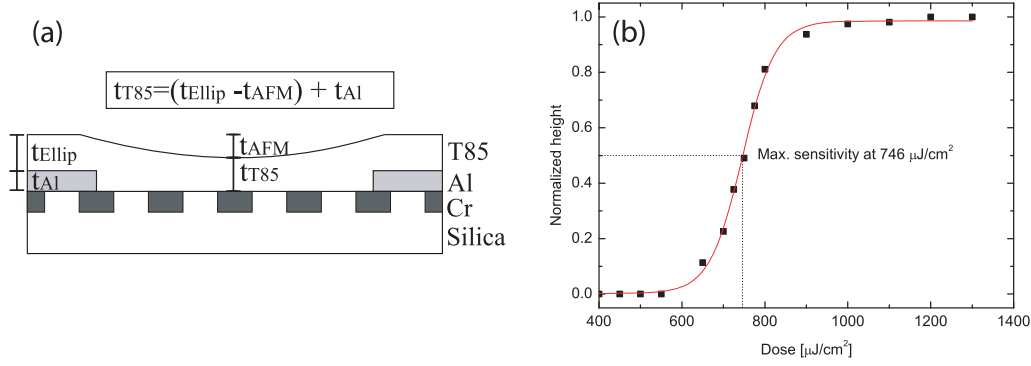 (a)
tT85=(tEllip -tAFM) + tAl
tEllip
tAFM
T85
tAl
tT85
Al
Cr
Silica
(b)
Normalized height
1.0
0.8
0.6
0.4
0.2
0.0
Max. sensitivity at 746 μJ/cm²
400 600 800 1000 1200 1400
Dose [μJ/cm²]